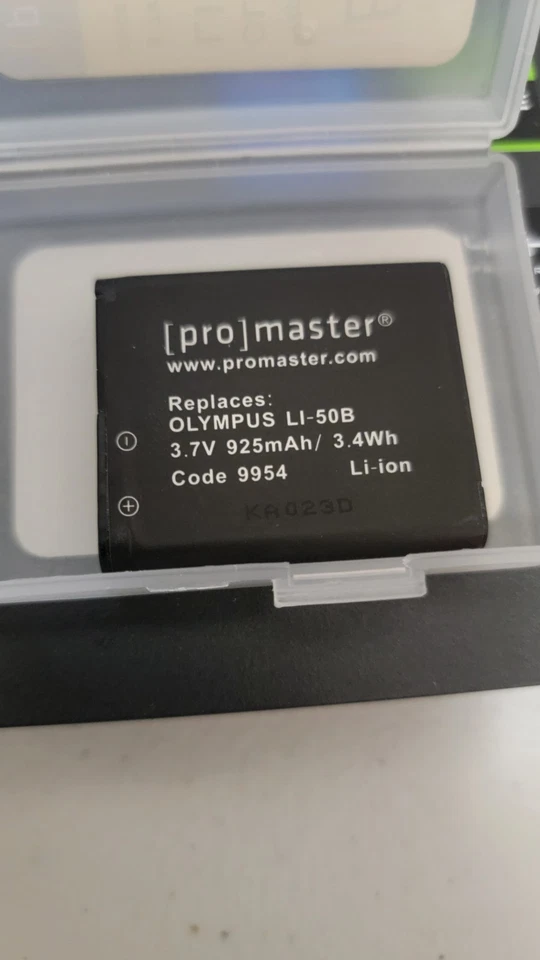 [pro]master®
www.promaster.com
Replaces:
OLYMPUS LI-50B
3.7V 925mAh/ 3.4Wh
Code 9954 Li-ion
KA023D